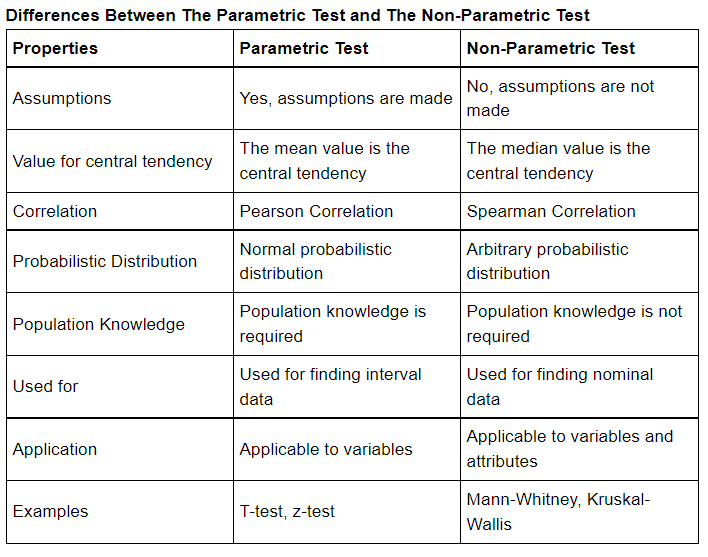 Differences Between The Parametric Test and The Non-Parametric Test
Properties Parametric Test Non-Parametric Test
Assumptions Yes, assumptions are made No, assumptions are not
made
Value for central tendency The mean value is the
central tendency The median value is the
central tendency
Correlation Pearson Correlation Spearman Correlation
Probabilistic Distribution Normal probabilistic
distribution Arbitrary probabilistic
distribution
Population Knowledge Population knowledge is
required Population knowledge is not
required
Used for Used for finding interval
data Used for finding nominal
data
Application Applicable to variables Applicable to variables and
attributes
Examples T-test, z-test Mann-Whitney, Kruskal-
Wallis